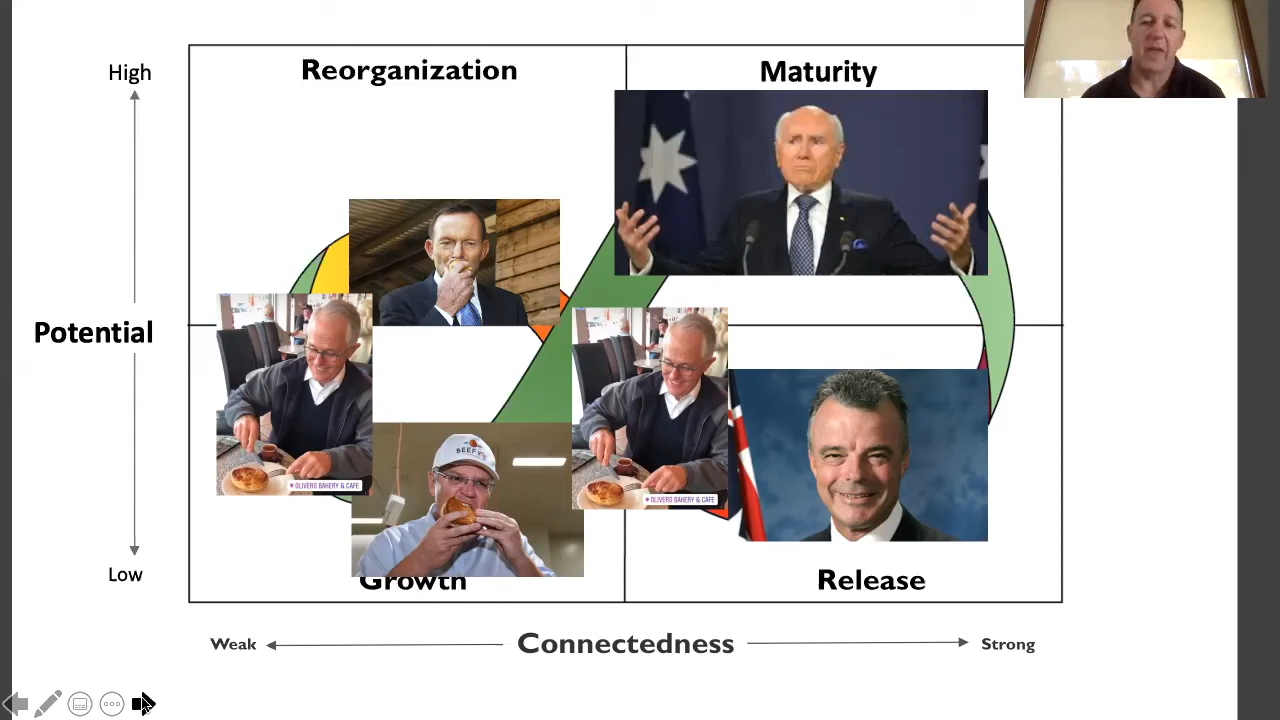 High
Reorganization
Maturity
Potential
BEEFY'S
OLIVERS BAKERY & CAFE
OLIVERS BAKERY & CAFE
Low
Growth
Release
Weak
Connectedness
Strong